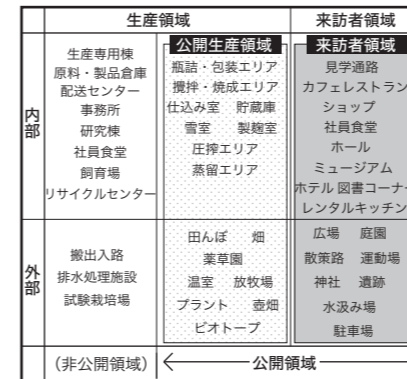 生産領域
来訪者領域
内部
生産専用棟
原料・製品倉庫
配送センター
事務所
研究棟
社員食堂
飼育場
リサイクルセンター
公開生産領域
瓶詰・包装エリア
攪拌・焼成エリア
仕込み室 貯蔵庫
雪室 製麹室
圧搾エリア
蒸留エリア
来訪者領域
見学通路
カフェレストラン
ショップ
社員食堂
ホール
ミュージアム
ホテル 図書コーナー
レンタルキッチン
外部
搬出入路
排水処理施設
試験栽培場
田んぼ 畑
薬草園
温室 放牧場
プラント 壺畑
ビオトープ
広場 庭園
散策路 運動場
神社 遺跡
水汲み場
駐車場
(非公開領域)
公開領域